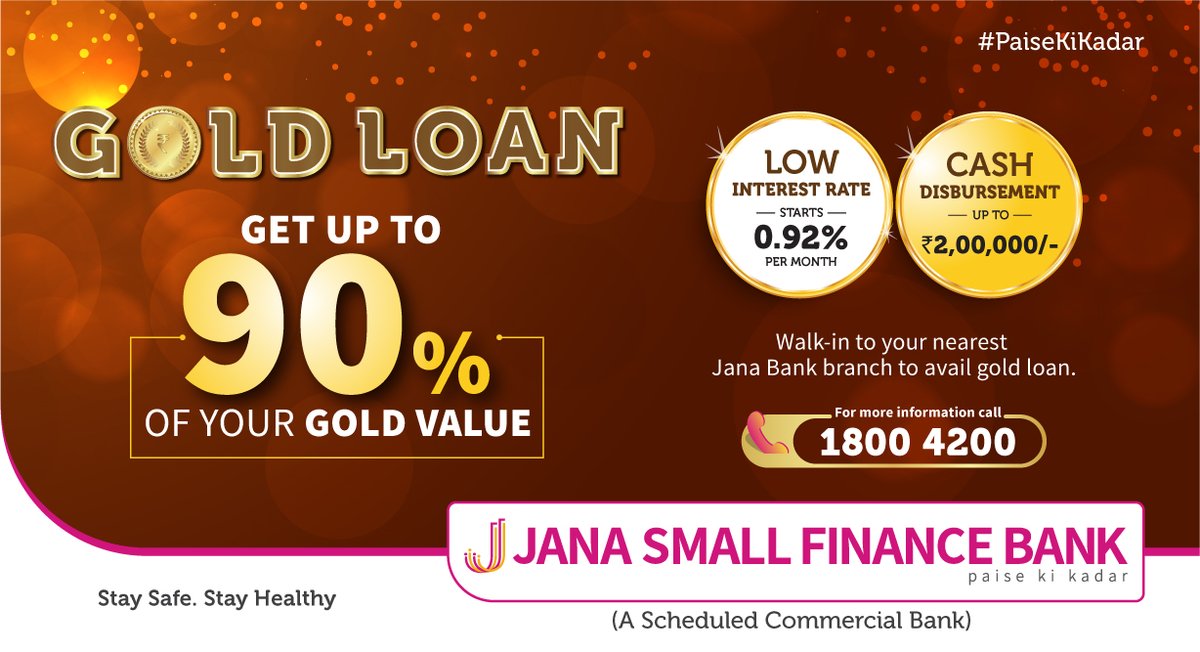 #PaiseKiKadar
GOLD LOAN
GET UP TO
90%
OF YOUR GOLD VALUE
LOW
INTEREST RATE
STARTS
0.92%
PER MONTH
CASH
DISBURSEMENT
UP TO
₹2,00,000/-
Walk-in to your nearest
Jana Bank branch to avail gold loan.
For more information call
1800 4200
JANA SMALL FINANCE BANK
paise ki kadar
(A Scheduled Commercial Bank)
Stay Safe. Stay Healthy